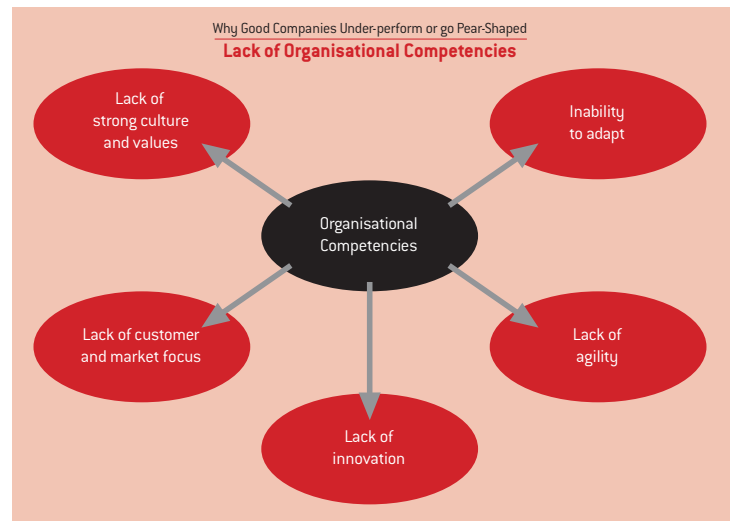 Why Good Companies Under-perform or go Pear-Shaped
Lack of Organisational Competencies
Lack of
strong culture
and values
Inability
to adapt
Organisational
Competencies
Lack of customer
and market focus
Lack of
agility
Lack of
innovation